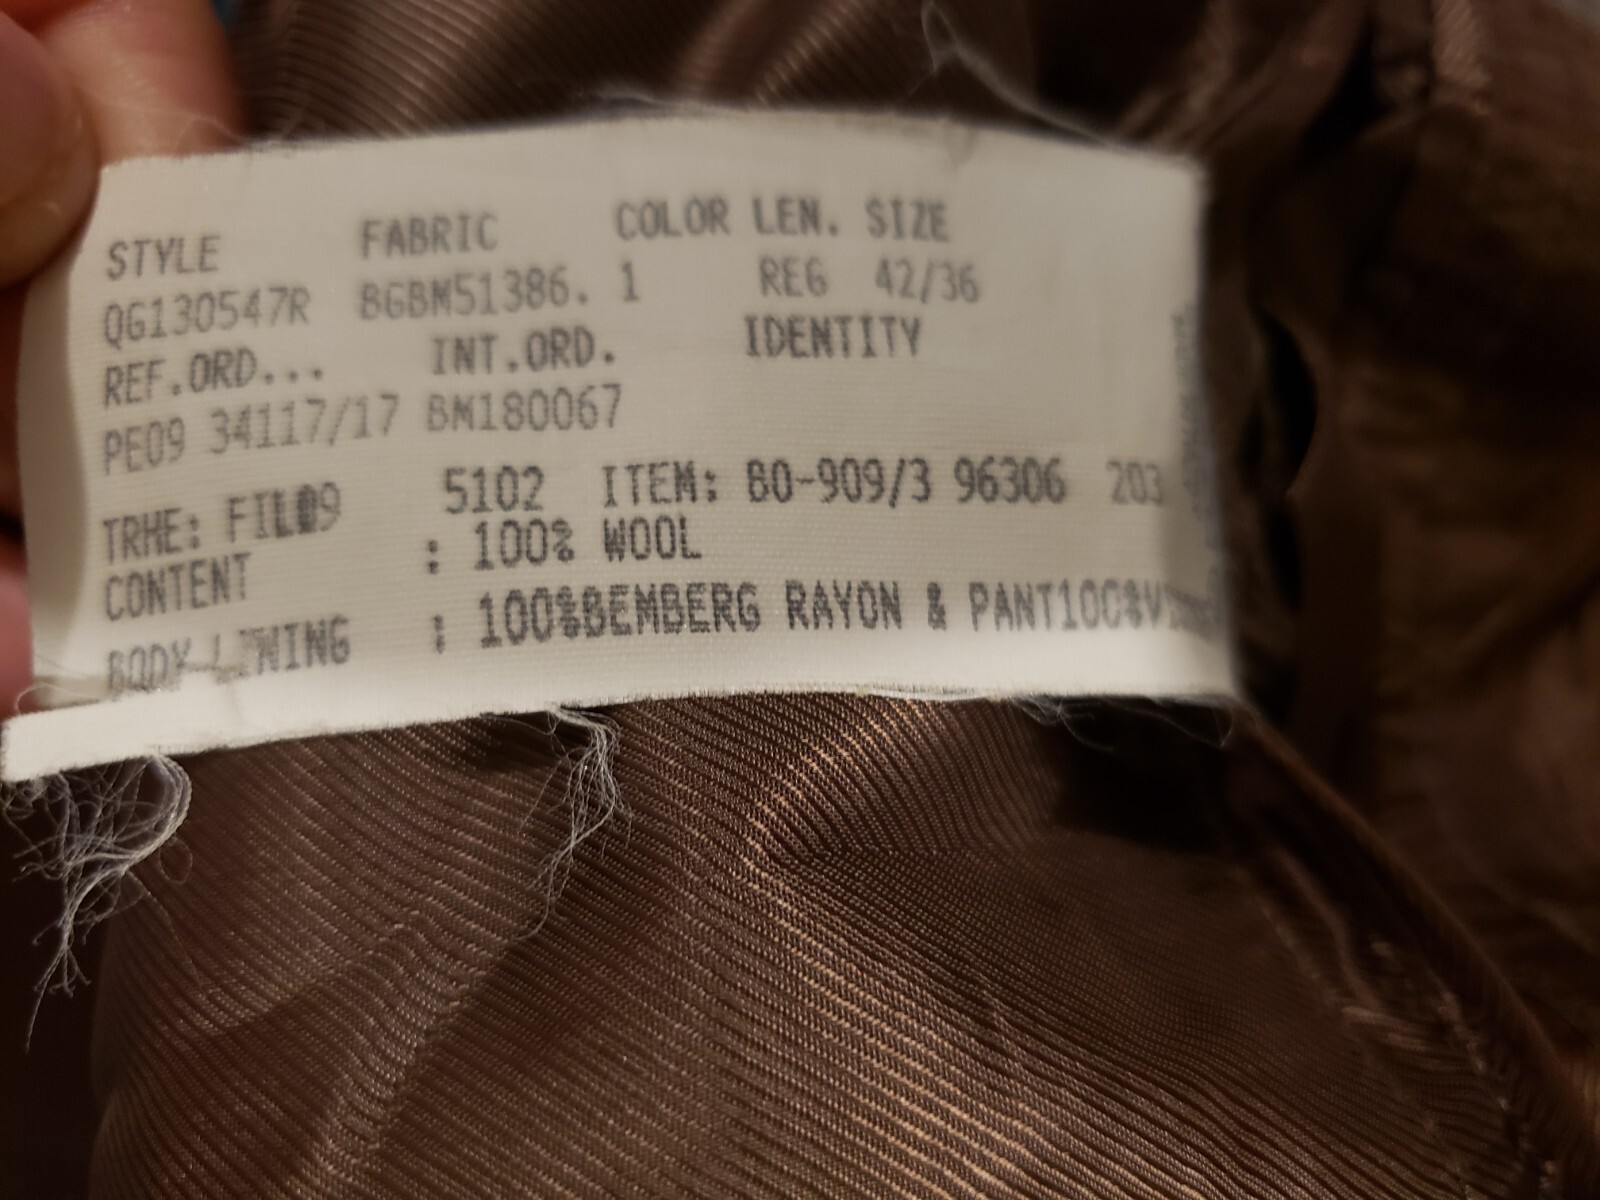 STYLE FABRIC COLOR LEN. SIZE
QG130547R BGBM51386. 1 REG 42/36
REF.ORD... INT.ORD. IDENTITY
PE09 34117/17 BM180067
TRHE: FIL09 5102 ITEM: BO-909/3 96306 203
CONTENT : 100% WOOL
BODY LINING : 100%BEMBERG RAYON & PANT100%